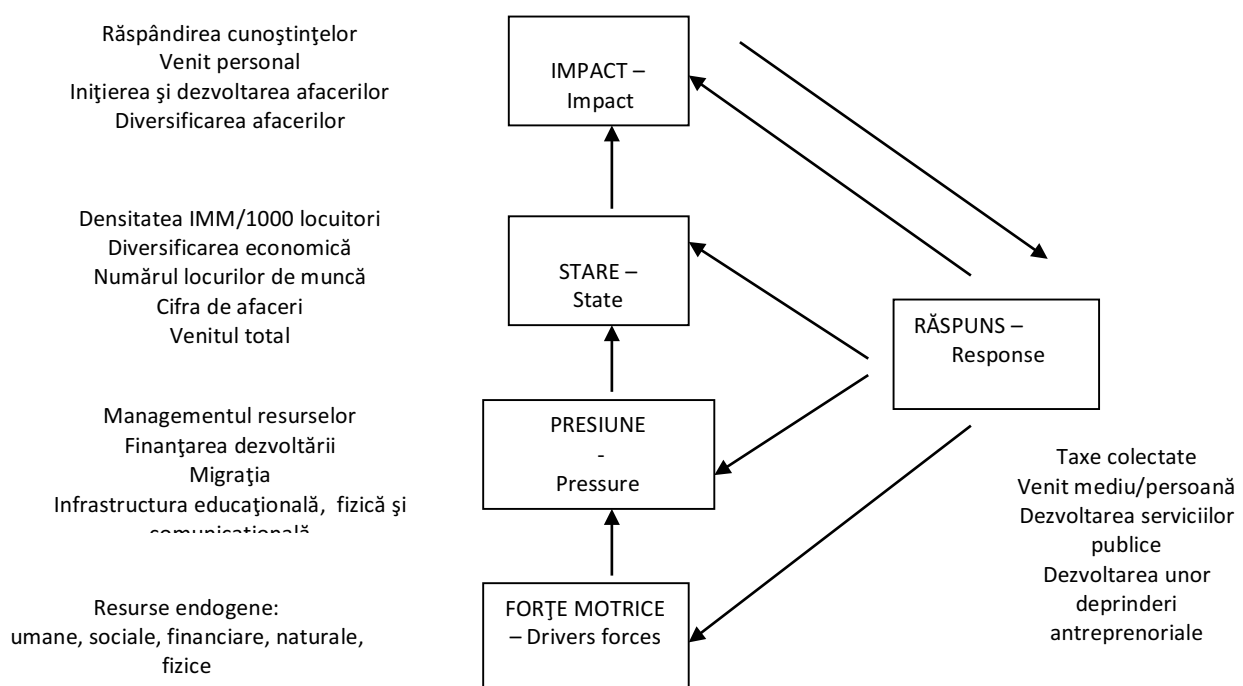 Răspândirea cunoştinţelor
Venit personal
Iniţierea şi dezvoltarea afacerilor
Diversificarea afacerilor
IMPACT –
Impact
Densitatea IMM/1000 locuitori
Diversificarea economică
Numărul locurilor de muncă
Cifra de afaceri
Venitul total
STARE –
State
RĂSPUNS –
Response
Managementul resurselor
Finanţarea dezvoltării
Migraţia
Infrastructura educaţională, fizică şi
comunicaţională
PRESIUNE
-
Pressure
Taxe colectate
Venit mediu/persoană
Dezvoltarea serviciilor
publice
Dezvoltarea unor
deprinderi
antreprenoriale
Resurse endogene:
umane, sociale, financiare, naturale,
fizice
FORŢE MOTRICE
– Drivers forces